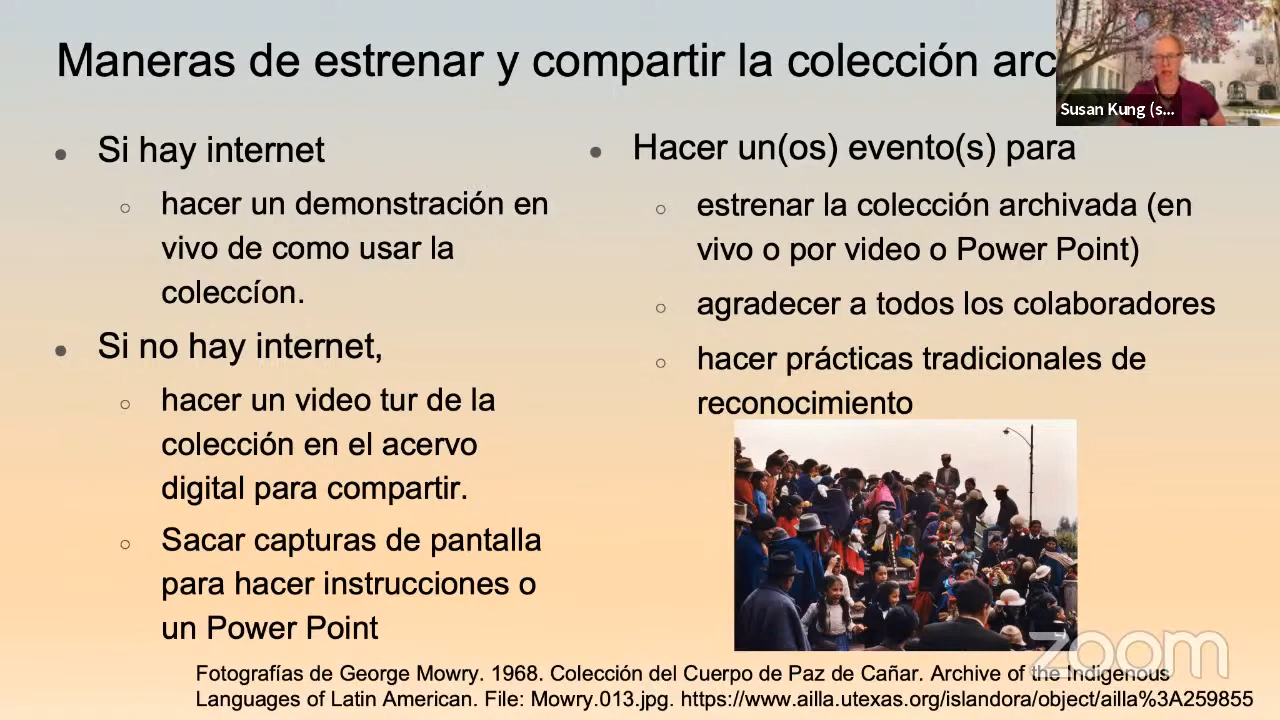 Maneras de estrenar y compartir la colección arc
Susan Kung (s...
Si hay internet
hacer un demonstración en
vivo de como usar la
coleccíon.
Si no hay internet,
hacer un video tur de la
colección en el acervo
digital para compartir.
Sacar capturas de pantalla
para hacer instrucciones o
un Power Point
Hacer un(os) evento(s) para
estrenar la colección archivada (en
vivo o por video o Power Point)
agradecer a todos los colaboradores
hacer prácticas tradicionales de
reconocimiento
zoom
Fotografías de George Mowry. 1968. Colección del Cuerpo de Paz de Cañar. Archive of the Indigenous
Languages of Latin American. File: Mowry.013.jpg. https://www.ailla.utexas.org/islandora/object/ailla%3A259855